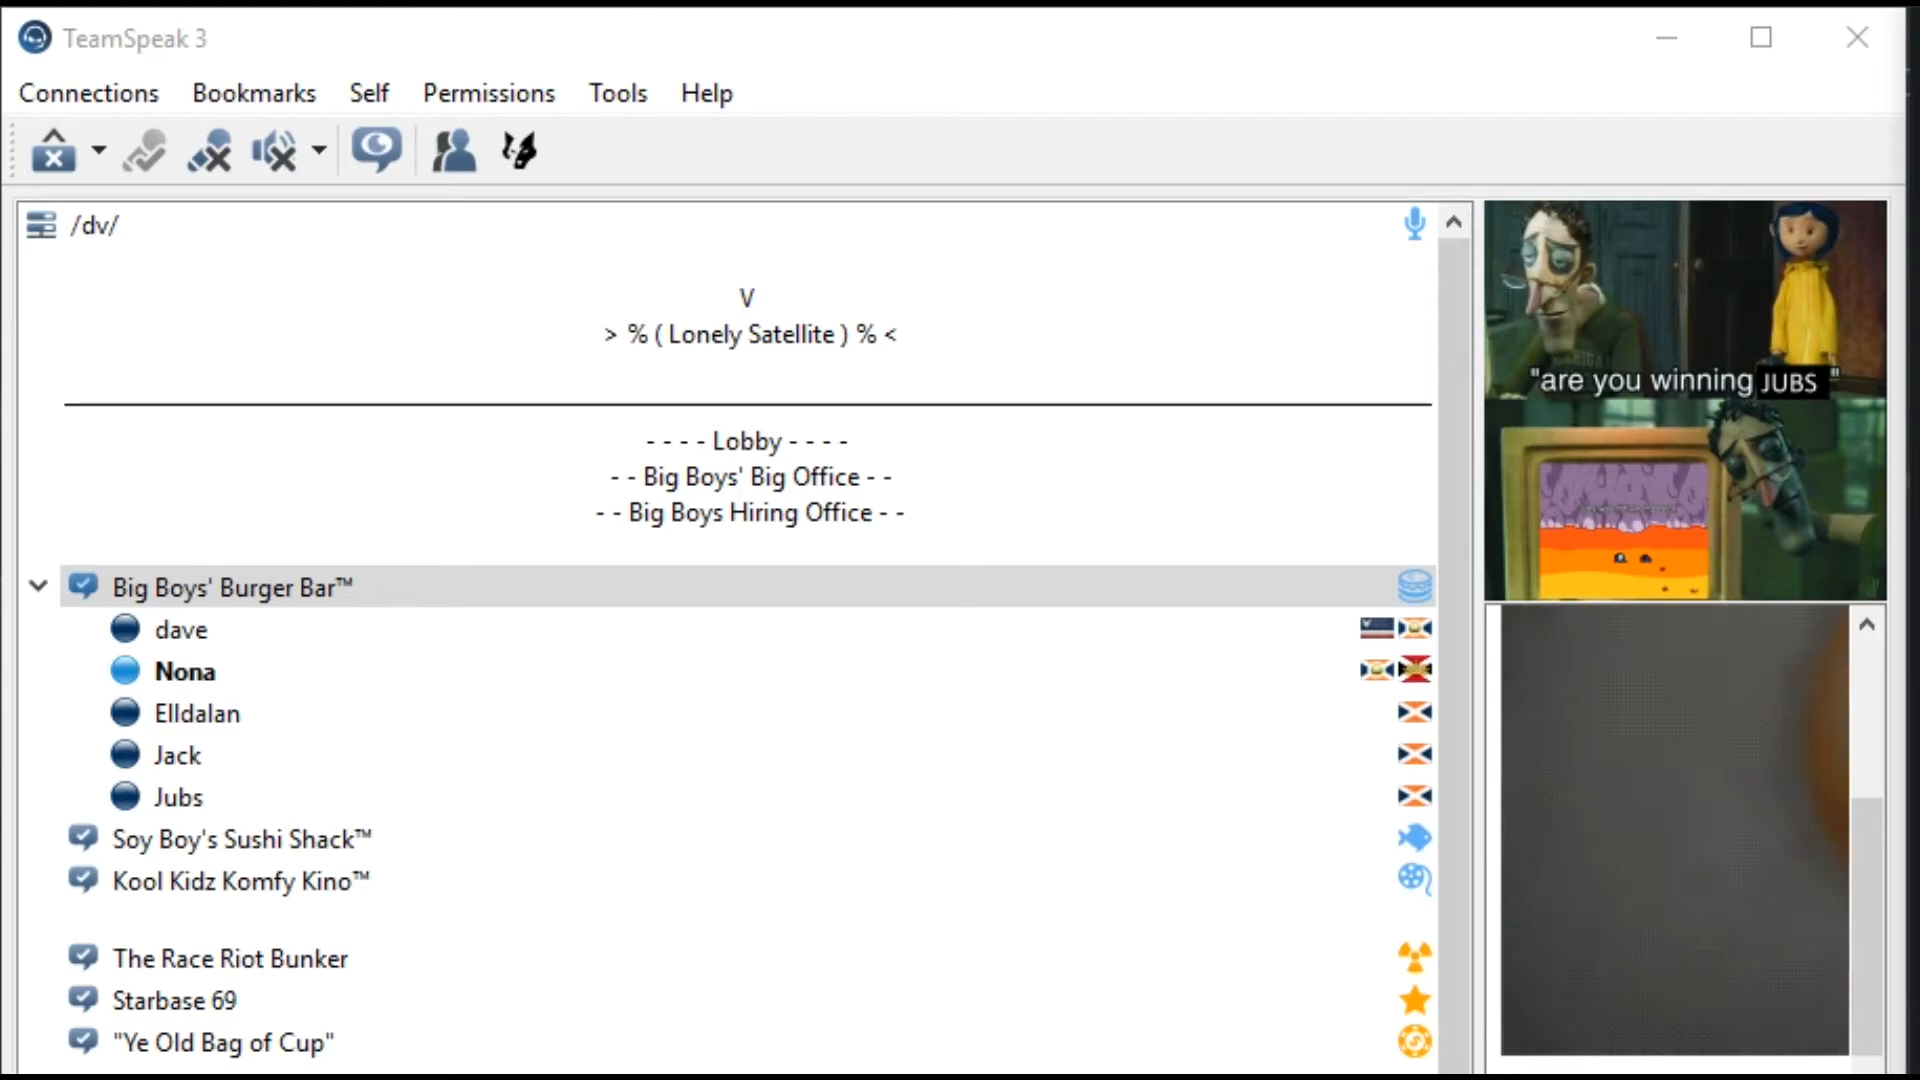 TeamSpeak 3
Connections Bookmarks Self Permissions Tools Help
/dv/
V
> % ( Lonely Satellite ) % <
- - - - Lobby - - - -
- - Big Boys' Big Office - -
- - Big Boys Hiring Office - -
Big Boys' Burger Bar™
dave
Nona
Elldalan
Jack
Jubs
Soy Boy's Sushi Shack™
Kool Kidz Komfy Kino™
The Race Riot Bunker
Starbase 69
"Ye Old Bag of Cup"
"are you winning JUBS "